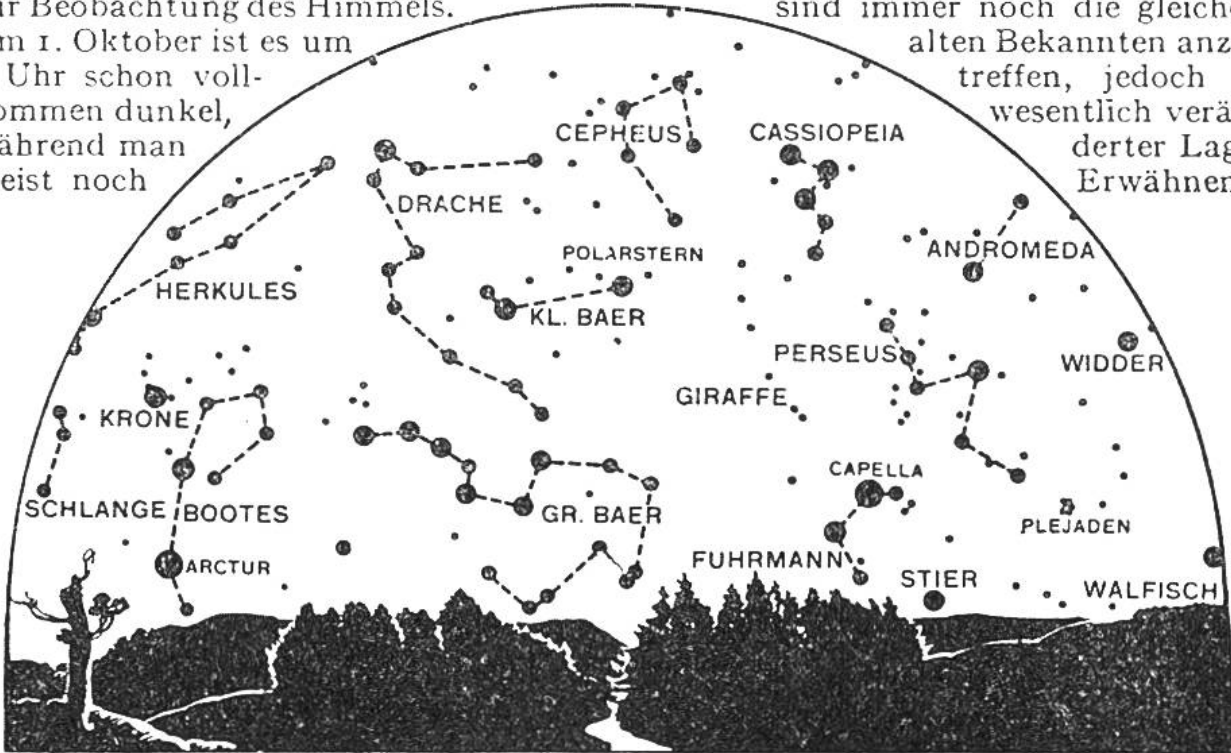 ir Beobachtung des Himmels.
m 1. Oktober ist es um
Uhr schon voll-
ommen dunkel,
ährend man
eist noch
sind immer noch die gleiche
alten Bekannten anz
treffen, jedoch
wesentlich verä
derter Lag
Erwähnen
CEPHEUS
CASSIOPEIA
DRACHE
POLARSTERN
ANDROMEDA
HERKULES
KL. BAER
PERSEUS
WIDDER
GIRAFFE
KRONE
CAPELLA
SCHLANGE
BOOTES
GR. BAER
PLEJADEN
ARCTUR
FUHRMANN
STIER
WALFISCH